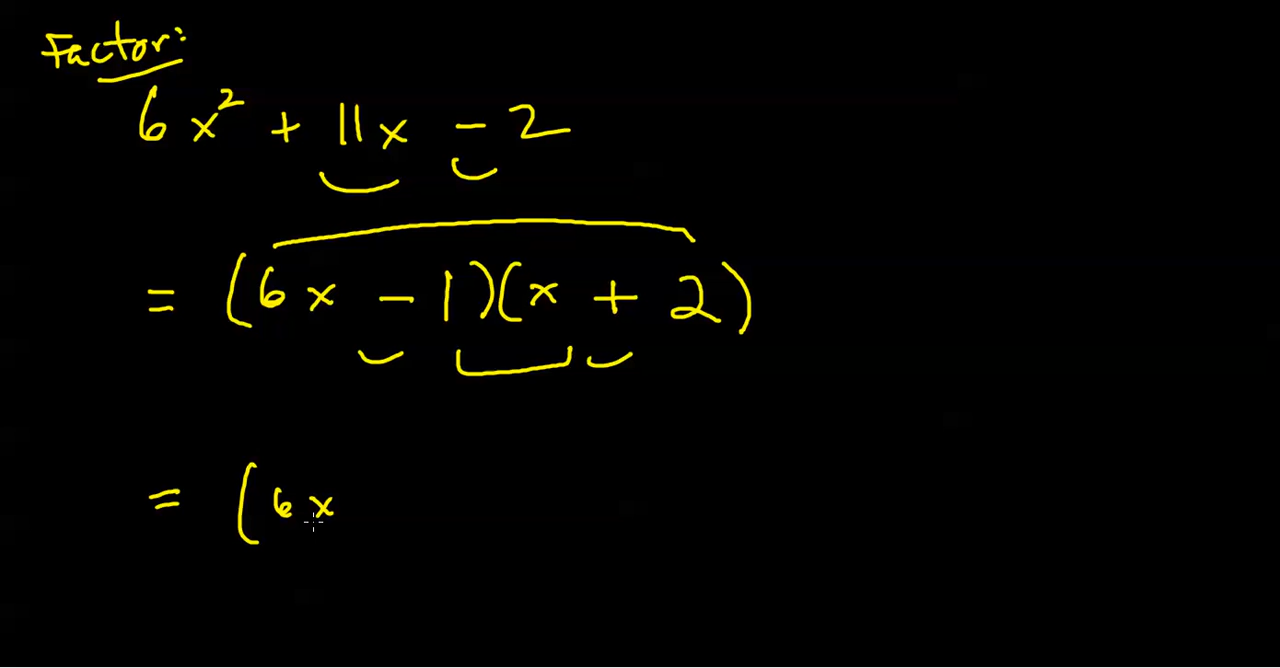 Factor:
6x² + 11x - 2
= (6x - 1)(x + 2)
= (6x